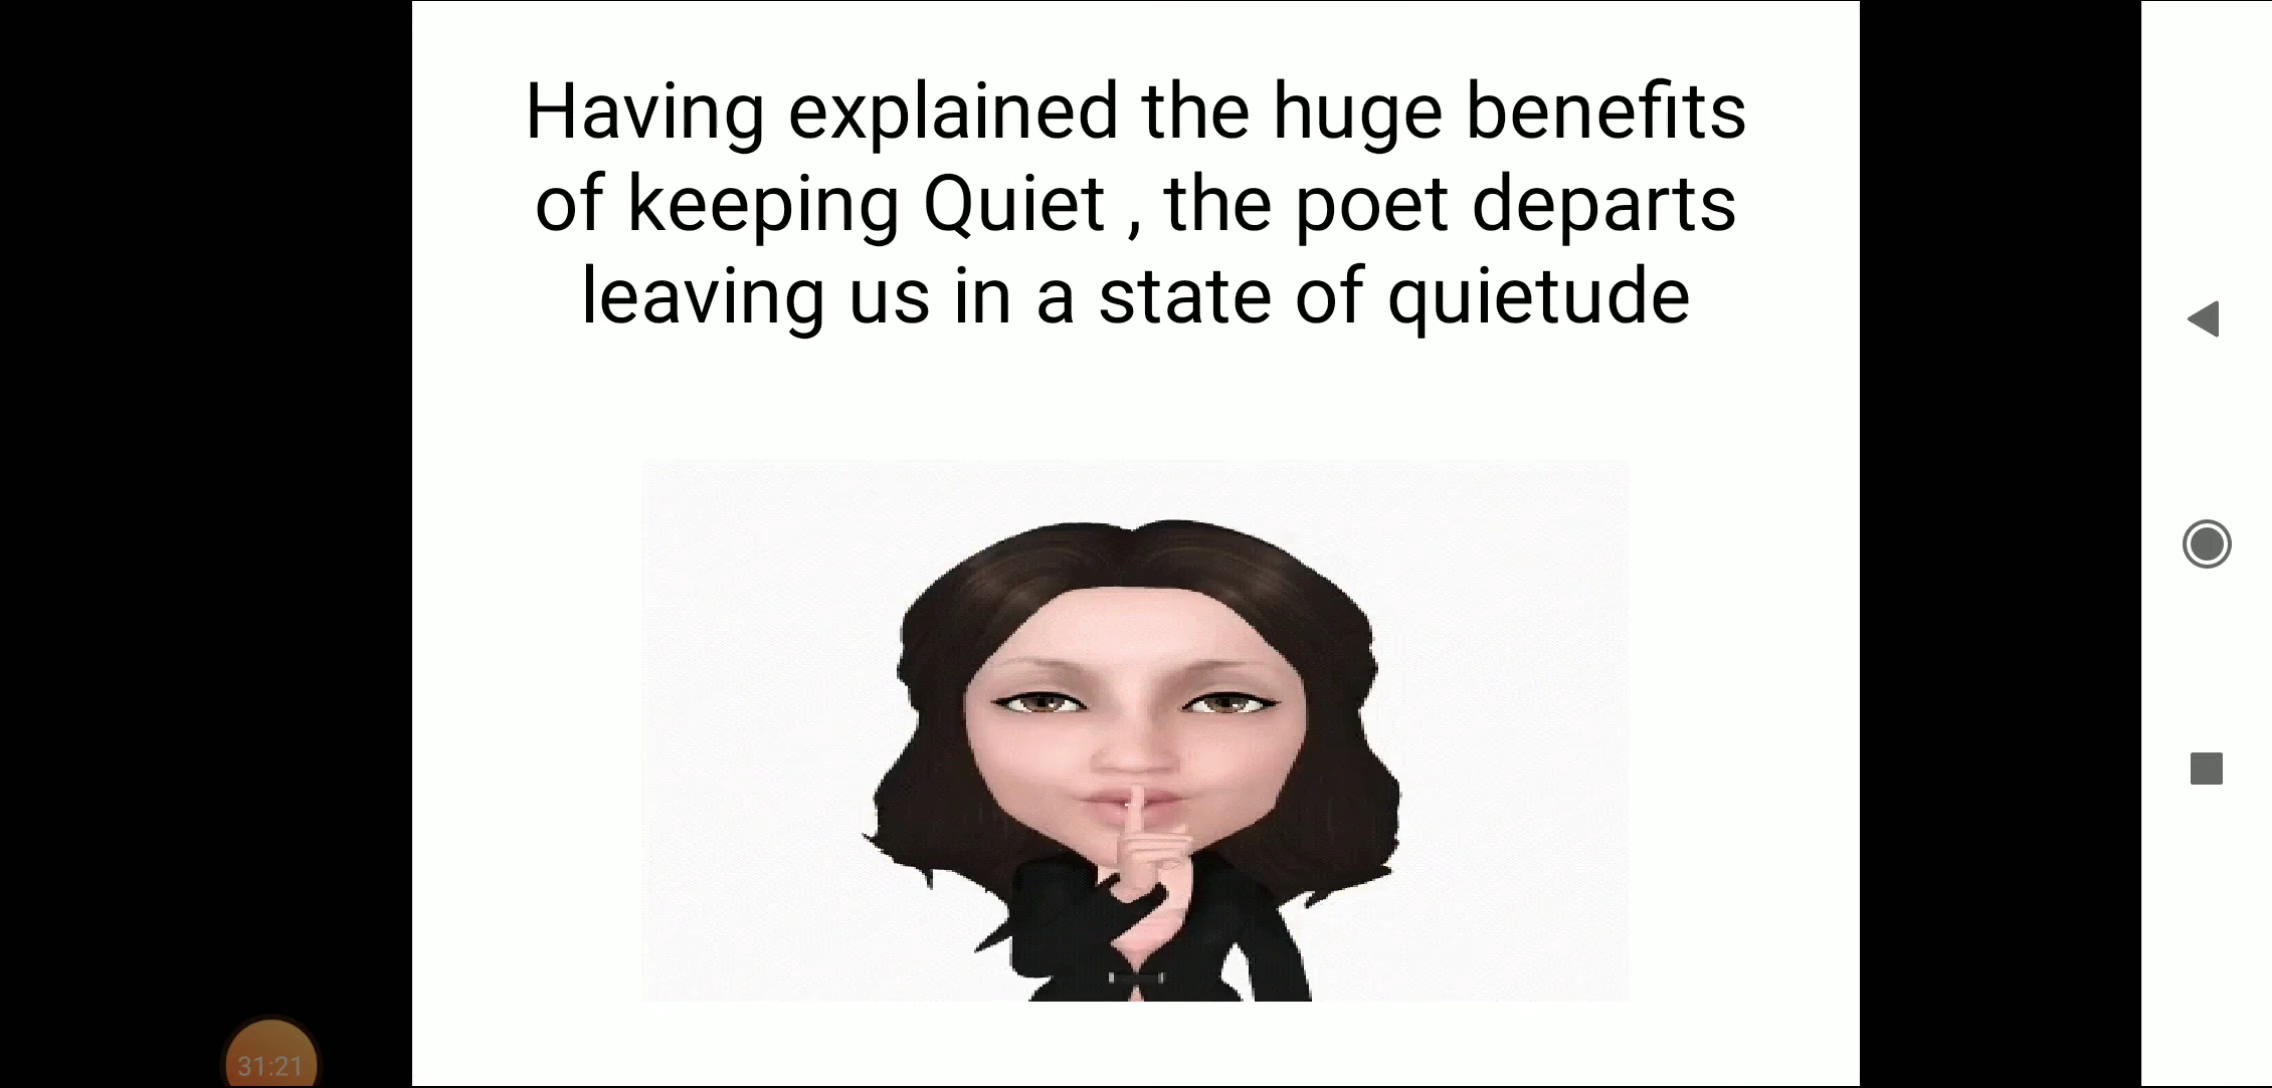 Having explained the huge benefits
of keeping Quiet , the poet departs
leaving us in a state of quietude
31:21